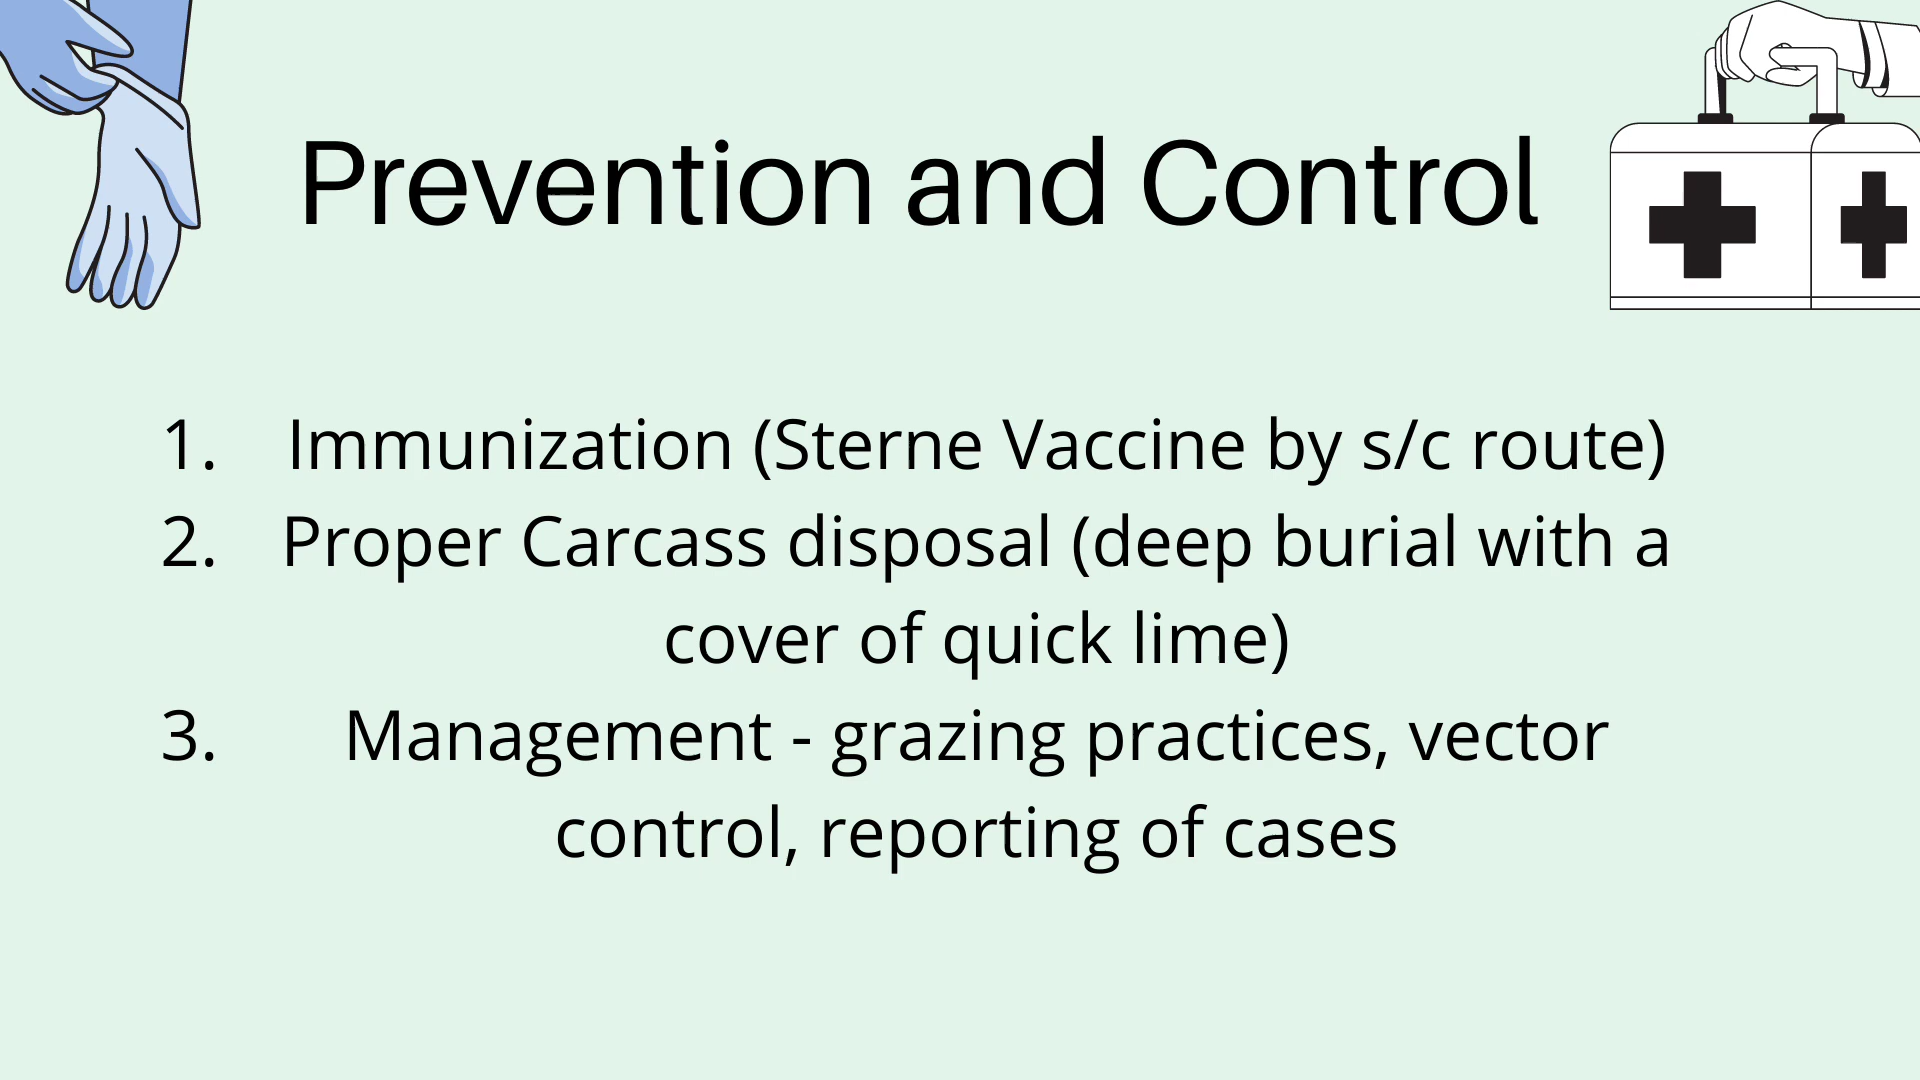 Prevention and Control
1. Immunization (Sterne Vaccine by s/c route)
2. Proper Carcass disposal (deep burial with a
cover of quick lime)
3. Management - grazing practices, vector
control, reporting of cases